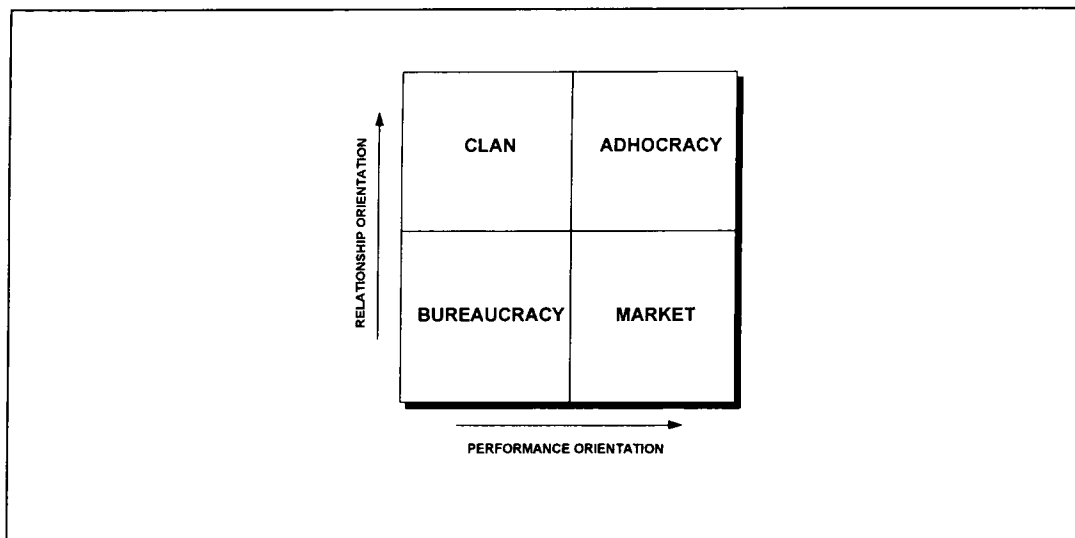 CLAN
ADHOCRACY
RELATIONSHIP ORIENTATION
BUREAUCRACY
MARKET
PERFORMANCE ORIENTATION